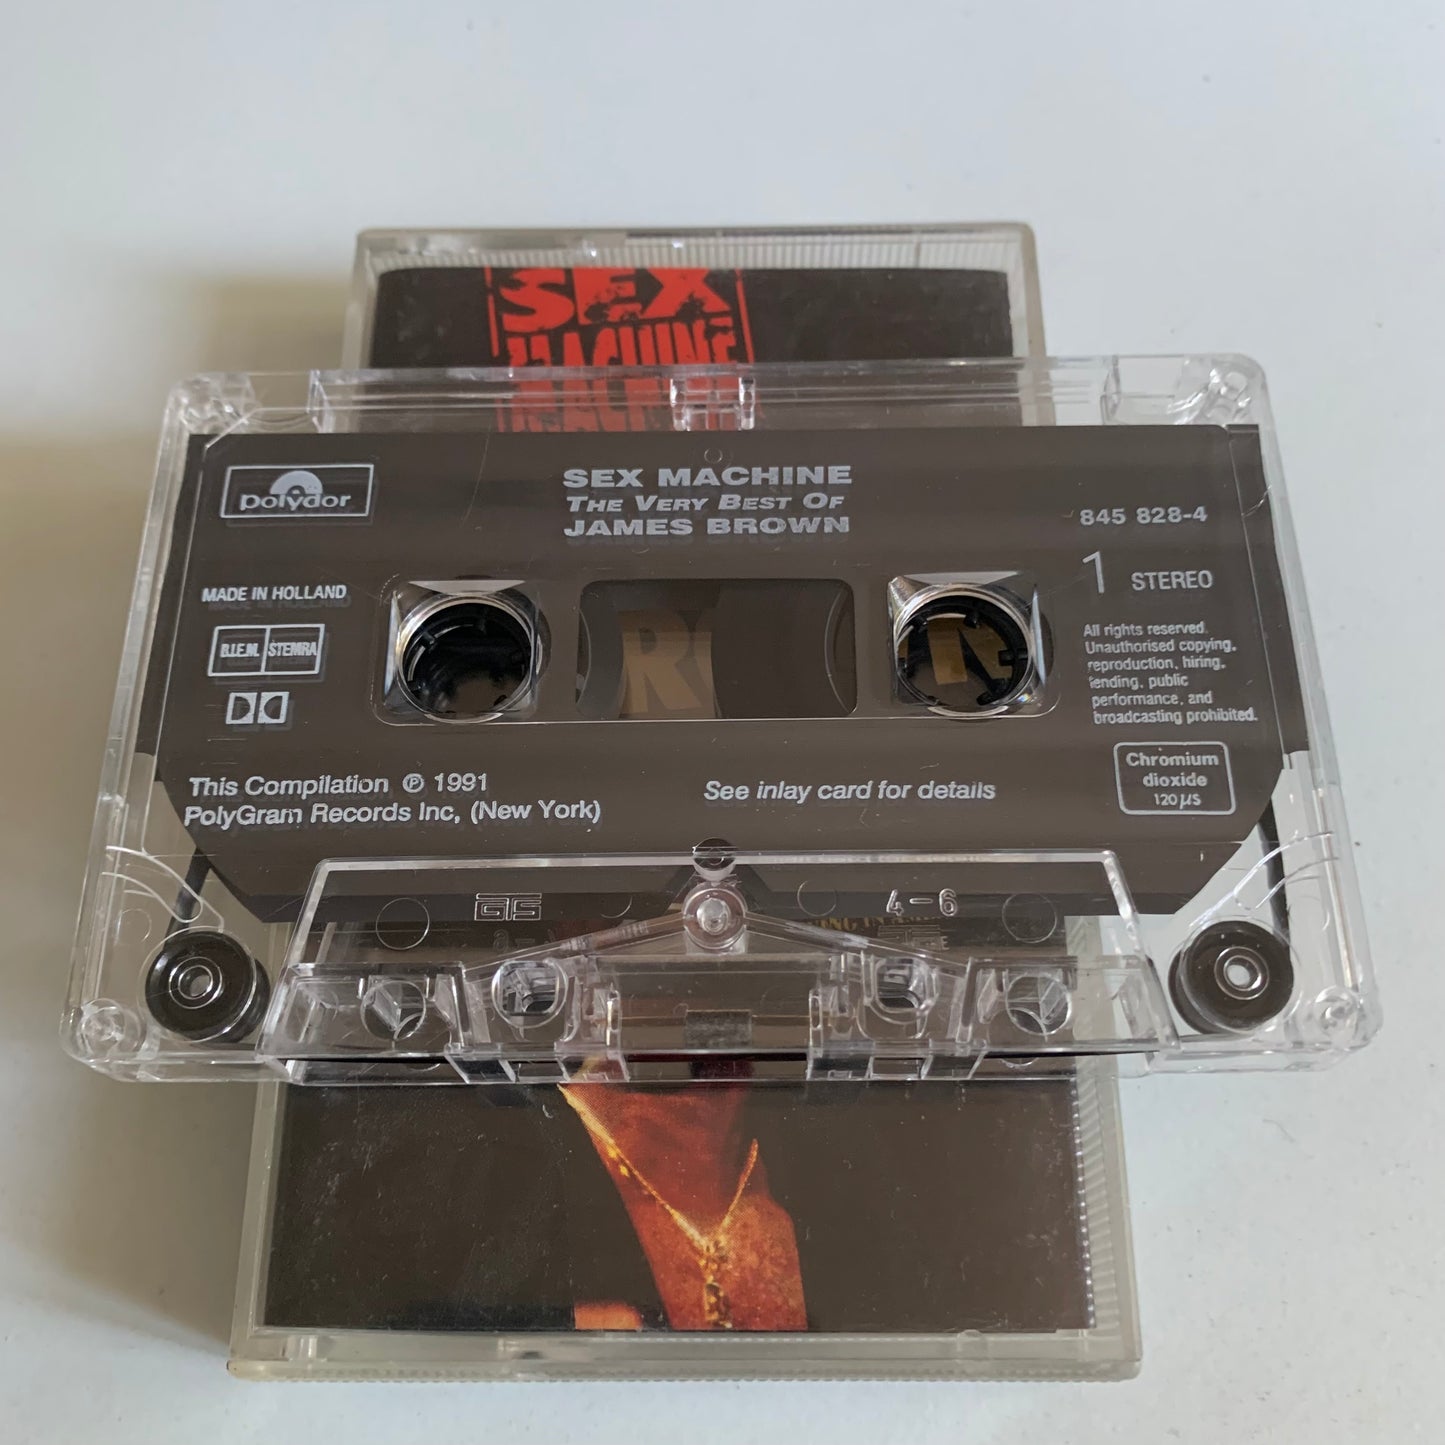 SEX
MACHINE
polydor
SEX MACHINE
THE VERY BEST OF
JAMES BROWN
845 828-4
MADE IN HOLLAND
1 STEREO
B.I.E.M. STEMRA
All rights reserved.
Unauthorised copying,
reproduction, hiring,
lending, public
performance, and
broadcasting prohibited.
This Compilation ℗ 1991
PolyGram Records Inc, (New York)
See inlay card for details
Chromium
dioxide
120 µS
4-6